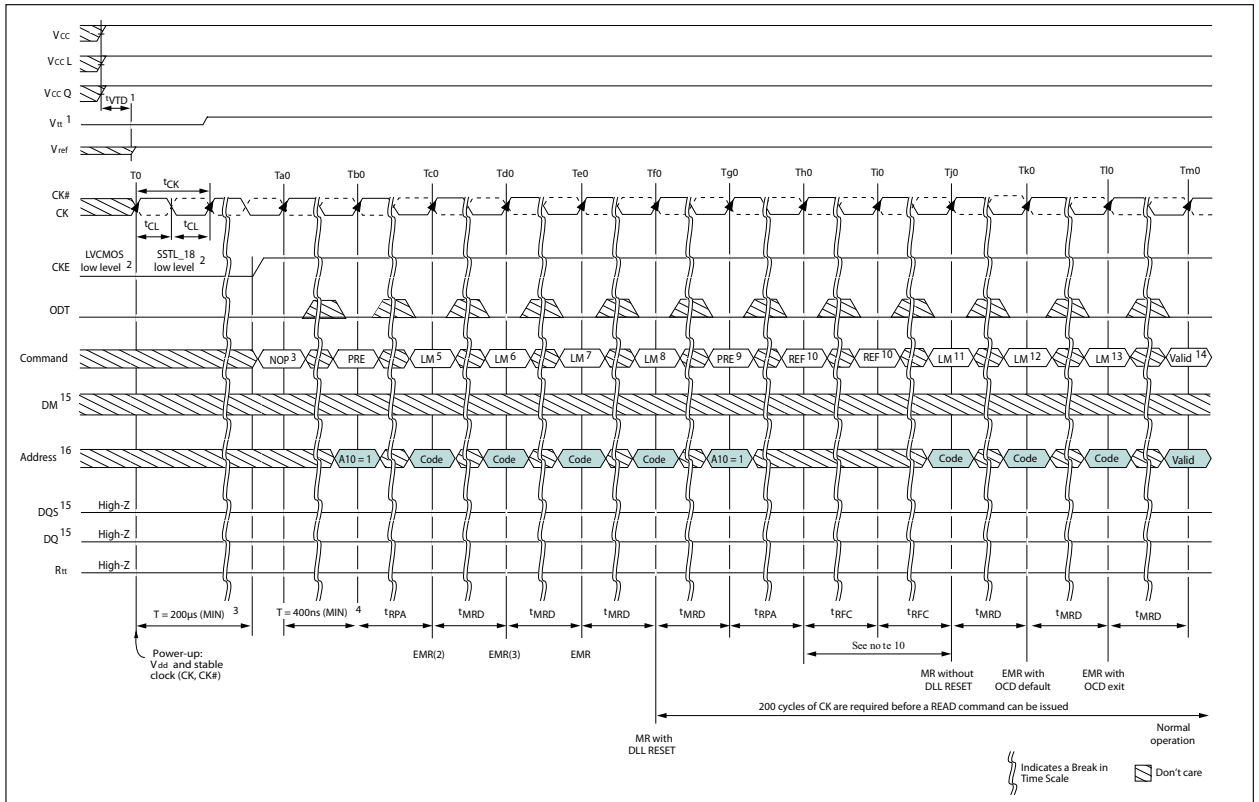 Vcc
Vcc L
Vcc Q
tVTD 1
Vtt 1
Vref
T0 Ta0 Tb0 Tc0 Td0 Te0 Tf0 Tg0 Th0 Ti0 Tj0 Tk0 Tl0 Tm0
tCK
CK#
CK
tCL tCL
LVCMOS low level 2
SSTL_18 low level 2
CKE
ODT
Command NOP 3 PRE LM 5 LM 6 LM 7 LM 8 PRE 9 REF 10 REF 10 LM 11 LM 12 LM 13 Valid 14
DM 15
Address 16 A10 = 1 Code Code Code Code A10 = 1 Code Code Code Valid
DQS 15 High-Z
DQ 15 High-Z
Rtt High-Z
T = 200µs (MIN) 3 T = 400ns (MIN) 4 tRPA tMRD tMRD tMRD tMRD tRPA tRFC tRFC tMRD tMRD tMRD
Power-up:
Vdd and stable
clock (CK, CK#)
EMR(2) EMR(3) EMR
See note 10
MR without
DLL RESET
EMR with
OCD default
EMR with
OCD exit
200 cycles of CK are required before a READ command can be issued
MR with
DLL RESET
Normal
operation
Indicates a Break in
Time Scale
Don't care